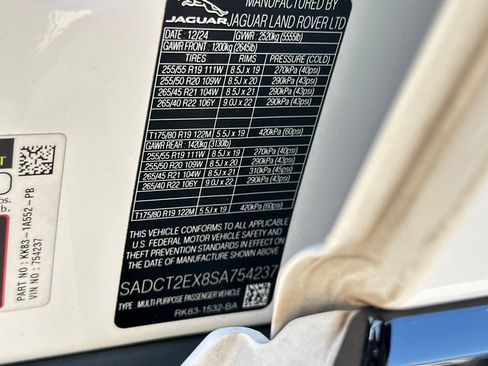 MANUFACTURED BY
JAGUAR JAGUAR LAND ROVER LTD
DATE: 12/24 GVWR 2520kg (5555lb)
GAWR FRONT 1200kg (2645lb)
TIRES RIMS PRESSURE (COLD)
255/55 R19 111W 8.5J x 19 270kPa (40psi)
255/50 R20 109W 8.5J x 20 290kPa (43psi)
265/45 R21 104W 8.5J x 21 290kPa (43psi)
265/40 R22 106Y 9.0J x 22 290kPa (43psi)
T175/80 R19 122M 5.5J x 19 420kPa (60psi)
GAWR REAR: 1420kg (3130lb)
255/55 R19 111W 8.5J x 19 270kPa (40psi)
255/50 R20 109W 8.5J x 20 290kPa (43psi)
265/45 R21 104W 8.5J x 21 310kPa (45psi)
265/40 R22 106Y 9.0J x 22 290kPa (43psi)
T175/80 R19 122M 5.5J x 19 420kPa (60psi)
THIS VEHICLE CONFORMS TO ALL APPLICABLE
U.S. FEDERAL MOTOR VEHICLE SAFETY AND
THEFT PREVENTION STANDARDS IN EFFECT ON
THE DATE OF MANUFACTURE SHOWN ABOVE
SADCT2EX8SA754237
TYPE: MULTI PURPOSE PASSENGER VEHICLE
RK83-1532-BA
PART NO: KK83-1A552-PB
VIN NO: 754237